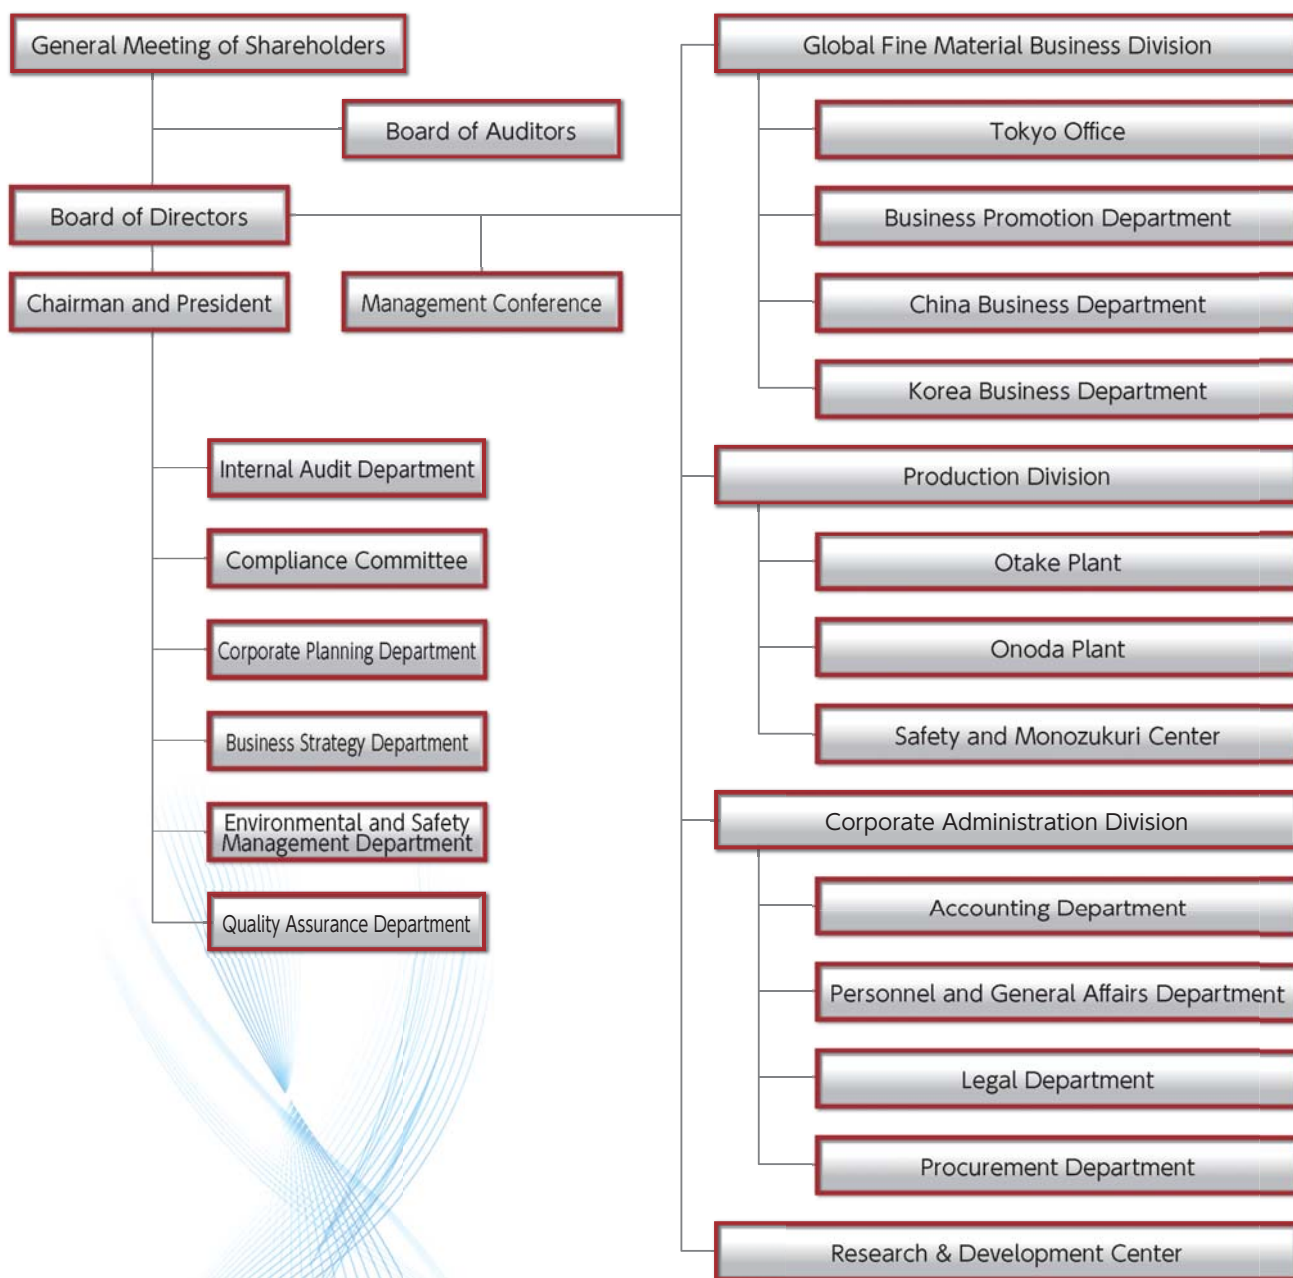 General Meeting of Shareholders
Board of Auditors
Board of Directors
Chairman and President
Management Conference
Internal Audit Department
Compliance Committee
Corporate Planning Department
Business Strategy Department
Environmental and Safety
Management Department
Quality Assurance Department
Global Fine Material Business Division
Tokyo Office
Business Promotion Department
China Business Department
Korea Business Department
Production Division
Otake Plant
Onoda Plant
Safety and Monozukuri Center
Corporate Administration Division
Accounting Department
Personnel and General Affairs Department
Legal Department
Procurement Department
Research & Development Center